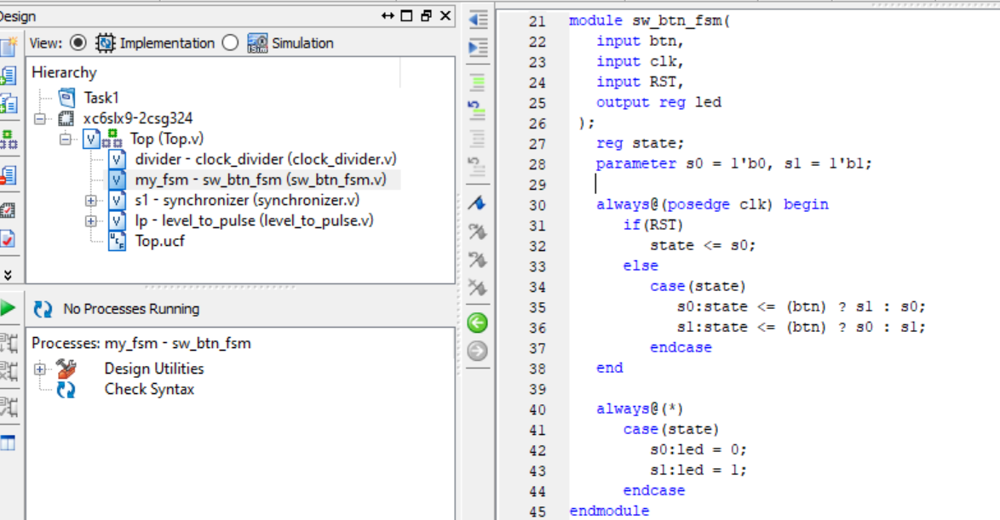 Design
View: Implementation Simulation
Hierarchy
Task1
xc6slx9-2csg324
Top (Top.v)
divider - clock_divider (clock_divider.v)
my_fsm - sw_btn_fsm (sw_btn_fsm.v)
s1 - synchronizer (synchronizer.v)
lp - level_to_pulse (level_to_pulse.v)
Top.ucf
No Processes Running
Processes: my_fsm - sw_btn_fsm
Design Utilities
Check Syntax
21 module sw_btn_fsm(
22 input btn,
23 input clk,
24 input RST,
25 output reg led
26 );
27 reg state;
28 parameter s0 = 1'b0, s1 = 1'b1;
29
30 always@(posedge clk) begin
31 if(RST)
32 state <= s0;
33 else
34 case(state)
35 s0:state <= (btn) ? s1 : s0;
36 s1:state <= (btn) ? s0 : s1;
37 endcase
38 end
39
40 always@(*)
41 case(state)
42 s0:led = 0;
43 s1:led = 1;
44 endcase
45 endmodule